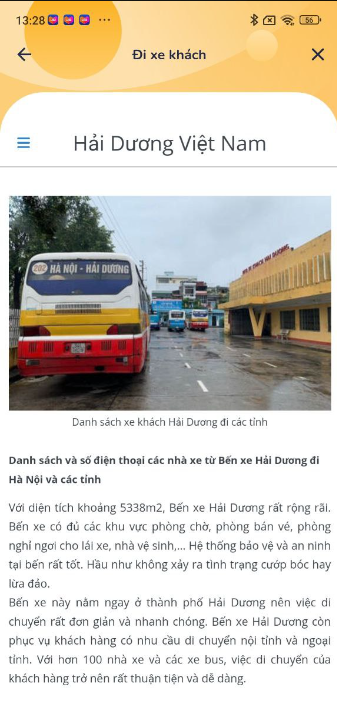 13:28
56
Đi xe khách
Hải Dương Việt Nam
202 HÀ NỘI - HẢI DƯƠNG
Danh sách xe khách Hải Dương đi các tỉnh
Danh sách và số điện thoại các nhà xe từ Bến xe Hải Dương đi
Hà Nội và các tỉnh
Với diện tích khoảng 5338m2, Bến xe Hải Dương rất rộng rãi.
Bến xe có đủ các khu vực phòng chờ, phòng bán vé, phòng
nghỉ ngơi cho lái xe, nhà vệ sinh,... Hệ thống bảo vệ và an ninh
tại bến rất tốt. Hầu như không xảy ra tình trạng cướp bóc hay
lừa đảo.
Bến xe này nằm ngay ở thành phố Hải Dương nên việc di
chuyển rất đơn giản và nhanh chóng. Bến xe Hải Dương còn
phục vụ khách hàng có nhu cầu di chuyển nội tỉnh và ngoại
tỉnh. Với hơn 100 nhà xe và các xe bus, việc di chuyển của
khách hàng trở nên rất thuận tiện và dễ dàng.